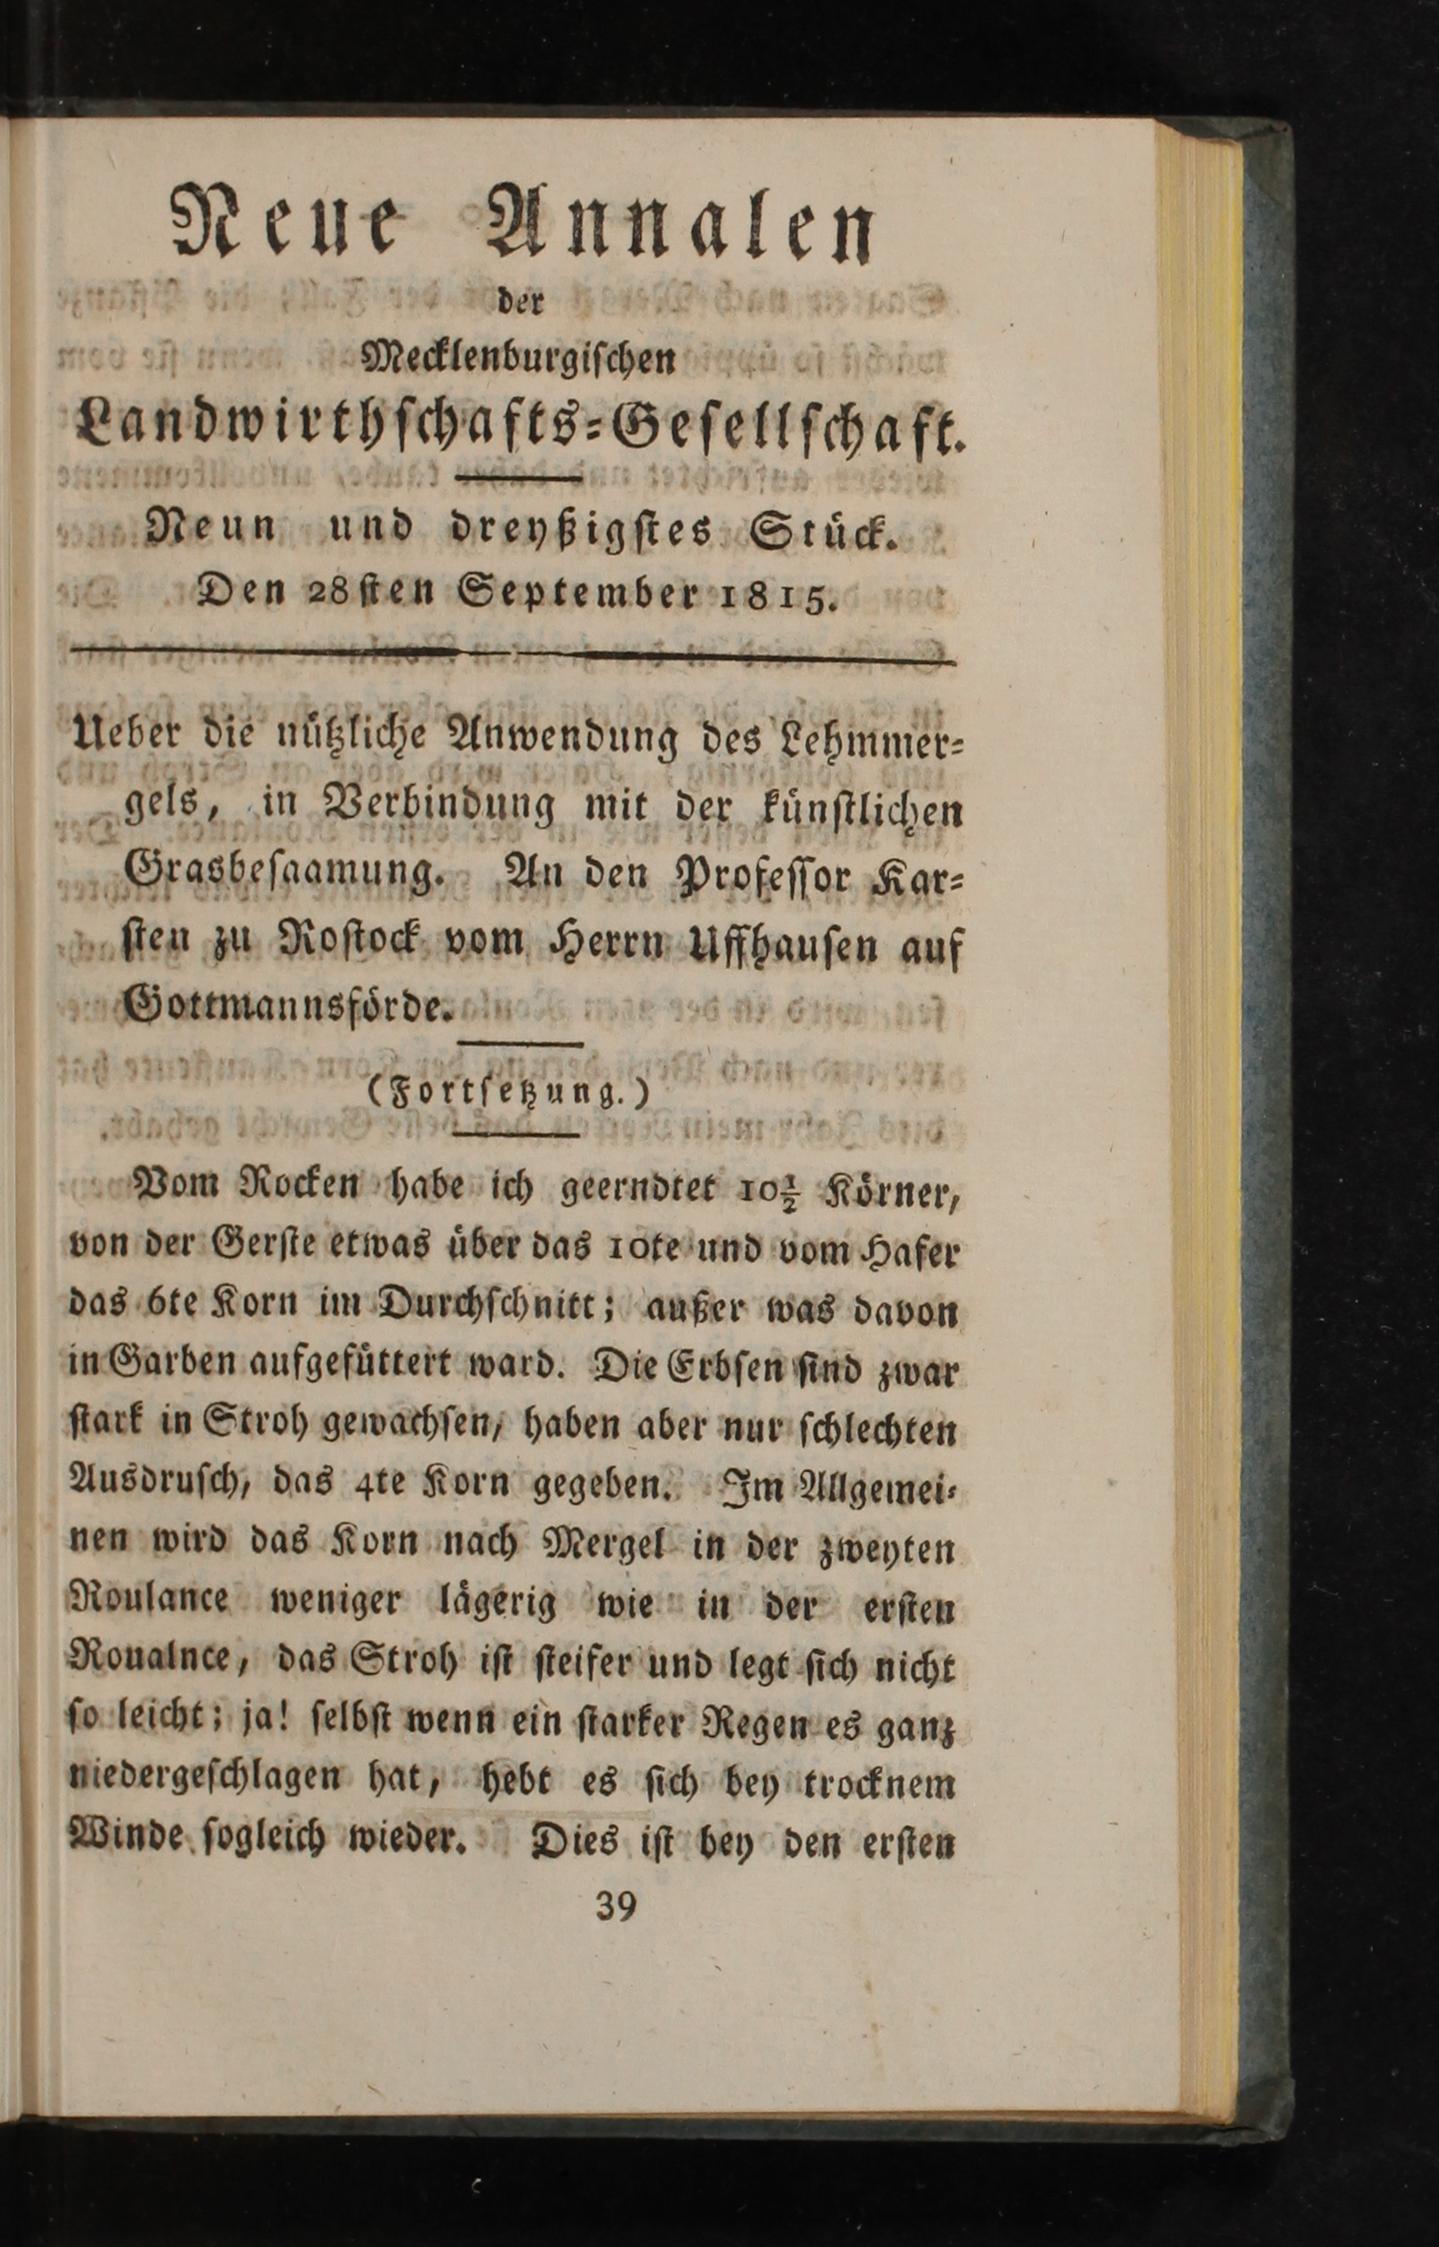 Neue Annalen
der
Mecklenburgiſchen
Landwirthſchafts-Geſellſchaft.
Neun und dreyßigſtes Stück.
Den 28ſten September 1815.
Ueber die nützliche Anwendung des Lehmmer-
gels, in Verbindung mit der künſtlichen
Grasbeſaamung. An den Profeſſor Kar-
ſten zu Roſtock vom Herrn Uffhauſen auf
Gottmannsförde.
(Fortſetzung.)
Vom Rocken habe ich geerndtet 10½ Körner,
von der Gerſte etwas über das 10te und vom Hafer
das 6te Korn im Durchſchnitt; außer was davon
in Garben aufgefüttert ward. Die Erbſen ſind zwar
ſtark in Stroh gewachſen, haben aber nur ſchlechten
Ausdruſch, das 4te Korn gegeben. Im Allgemei-
nen wird das Korn nach Mergel in der zweyten
Roulance weniger lägerig wie in der erſten
Roualnce, das Stroh iſt ſteifer und legt ſich nicht
ſo leicht; ja! ſelbſt wenn ein ſtarker Regen es ganz
niedergeſchlagen hat, hebt es ſich bey trocknem
Winde ſogleich wieder. Dies iſt bey den erſten
39